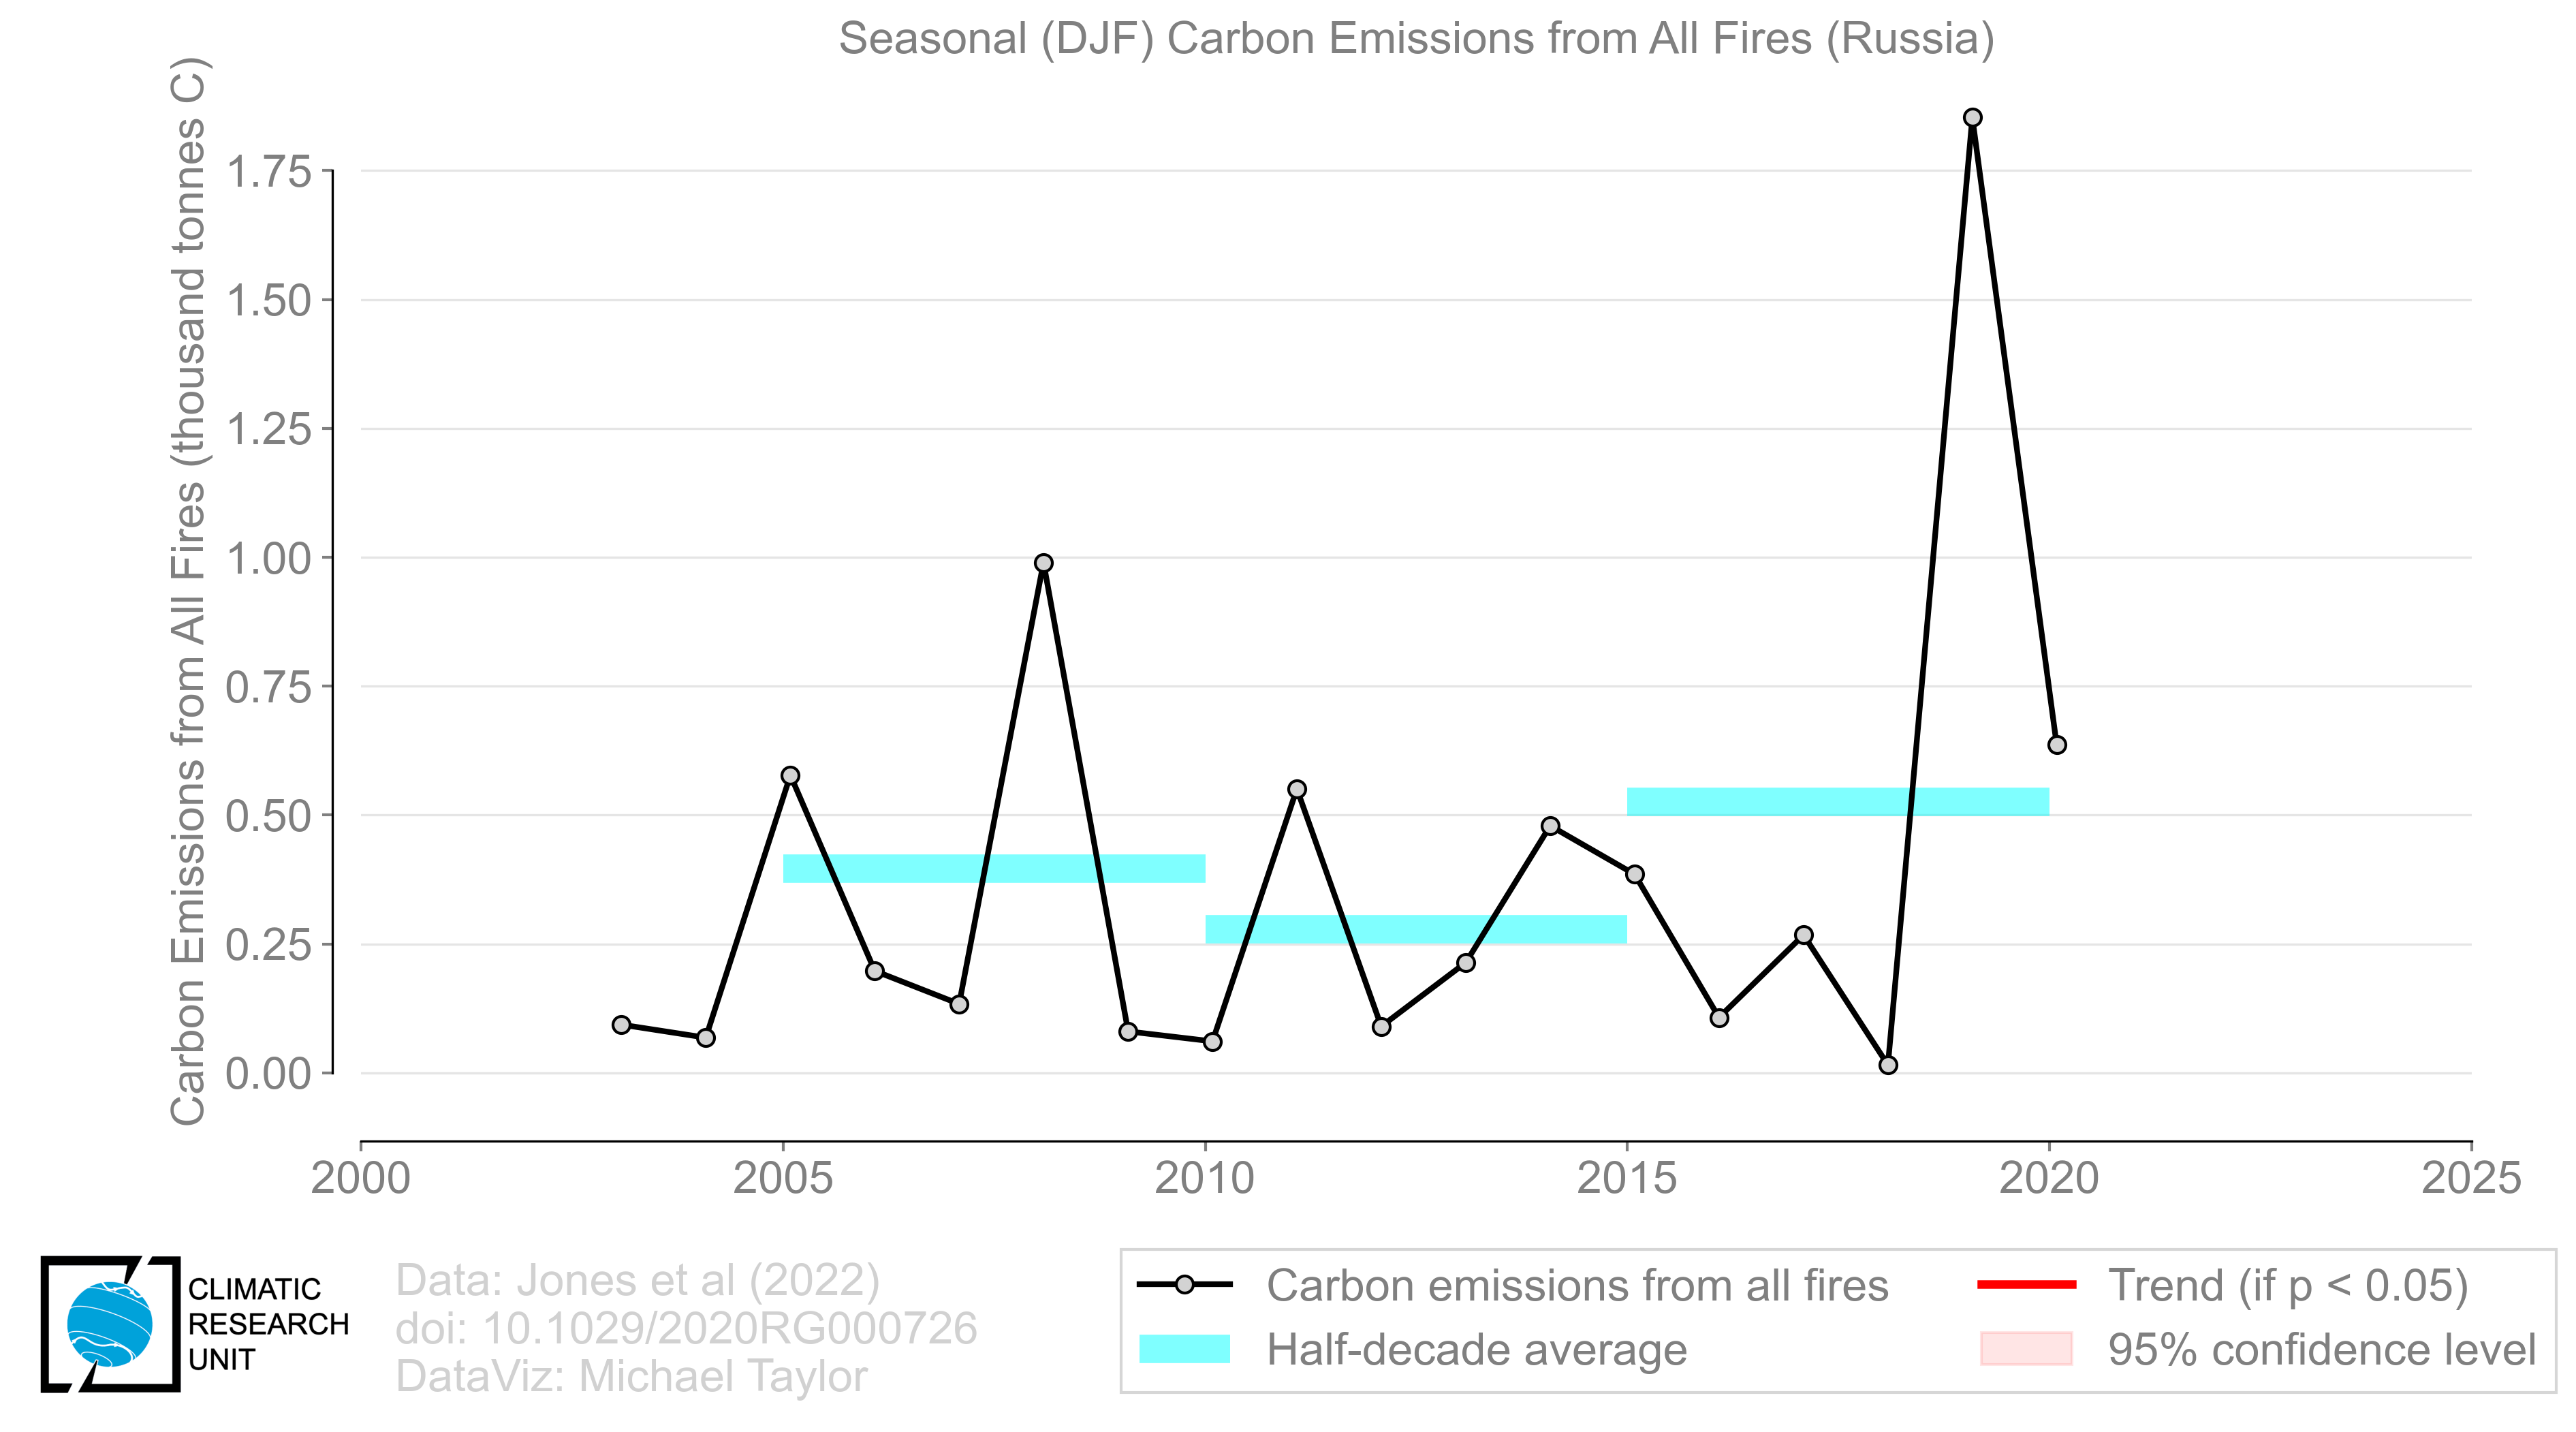 Seasonal (DJF) Carbon Emissions from All Fires (Russia)
Carbon Emissions from All Fires (thousand tonnes C)
1.75
1.50
1.25
1.00
0.75
0.50
0.25
0.00
2000
2005
2010
2015
2020
2025
CLIMATIC
RESEARCH
UNIT
Data: Jones et al (2022)
doi: 10.1029/2020RG000726
DataViz: Michael Taylor
Carbon emissions from all fires
Half-decade average
Trend (if p < 0.05)
95% confidence level